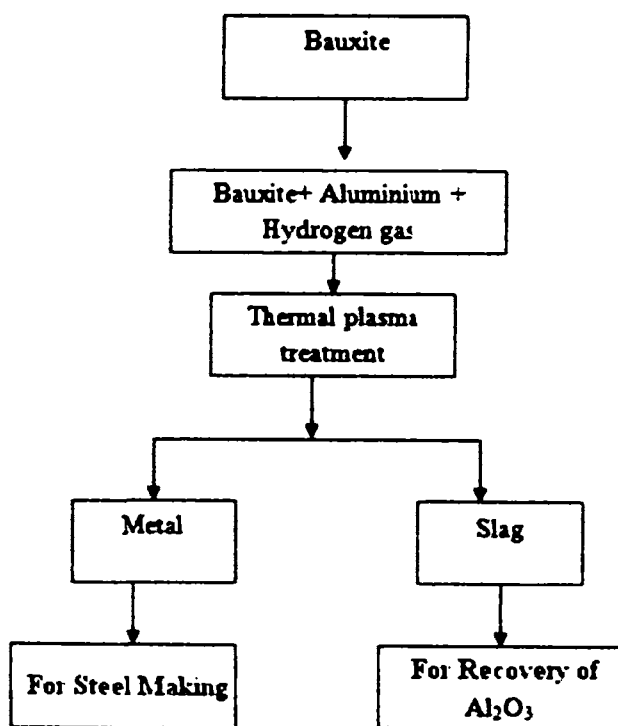 Bauxite
Bauxite+ Aluminium +
Hydrogen gas
Thermal plasma
treatment
Metal
Slag
For Steel Making
For Recovery of
Al₂O₃